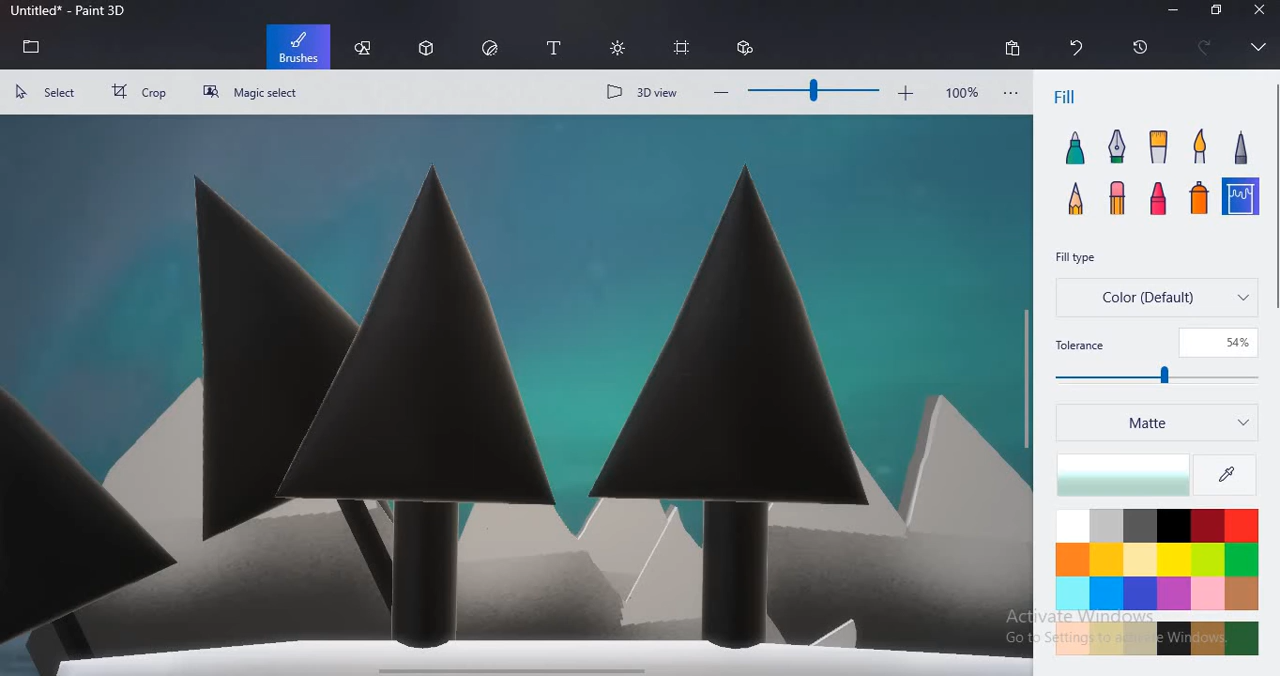 Untitled* - Paint 3D
Brushes
Select
Crop
Magic select
3D view
100%
Fill
Fill type
Color (Default)
Tolerance
54%
Matte
Activate Windows
Go to Settings to activate Windows.